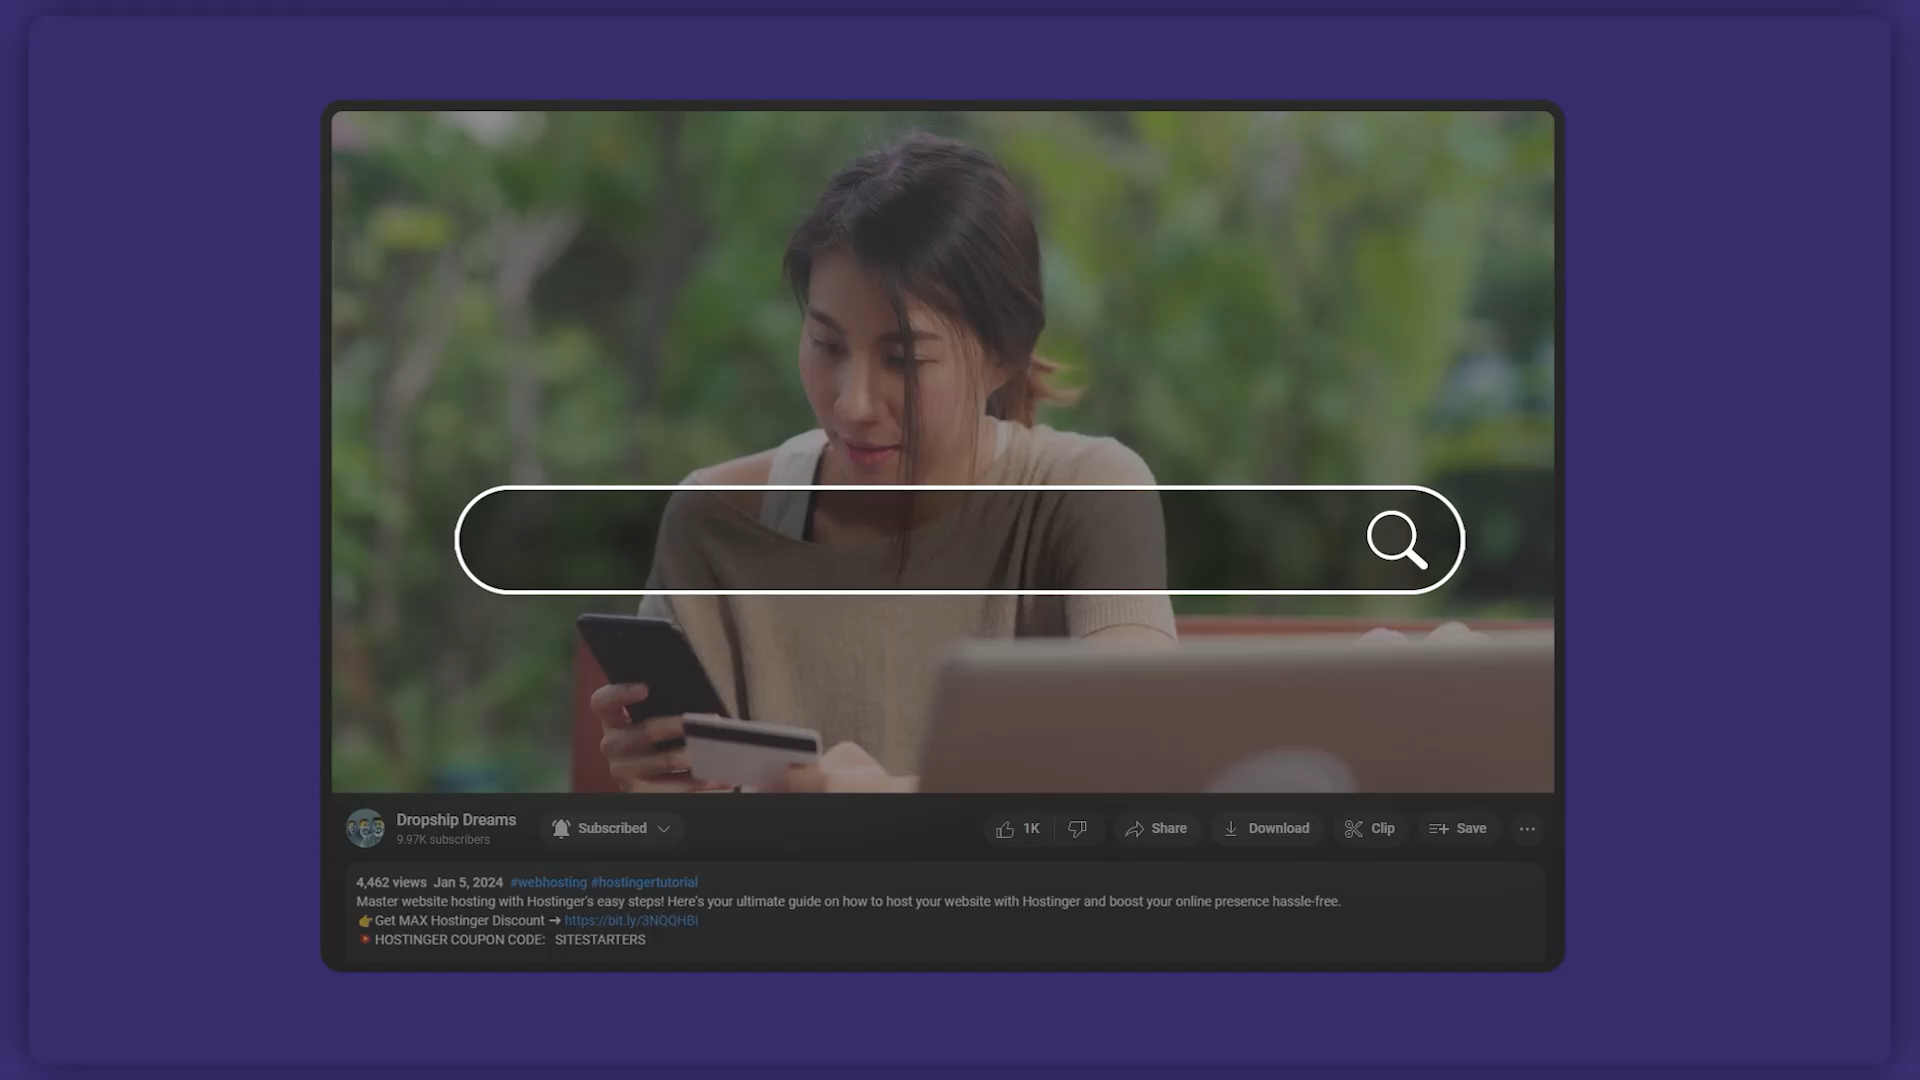 Dropship Dreams
9.97K subscribers
Subscribed
1K
Share
Download
Clip
Save
4,462 views Jan 5, 2024 #webhosting #hostingertutorial
Master website hosting with Hostinger's easy steps! Here's your ultimate guide on how to host your website with Hostinger and boost your online presence hassle-free.
👉Get MAX Hostinger Discount ➞ https://bit.ly/3NQQHBi
💥 HOSTINGER COUPON CODE: SITESTARTERS